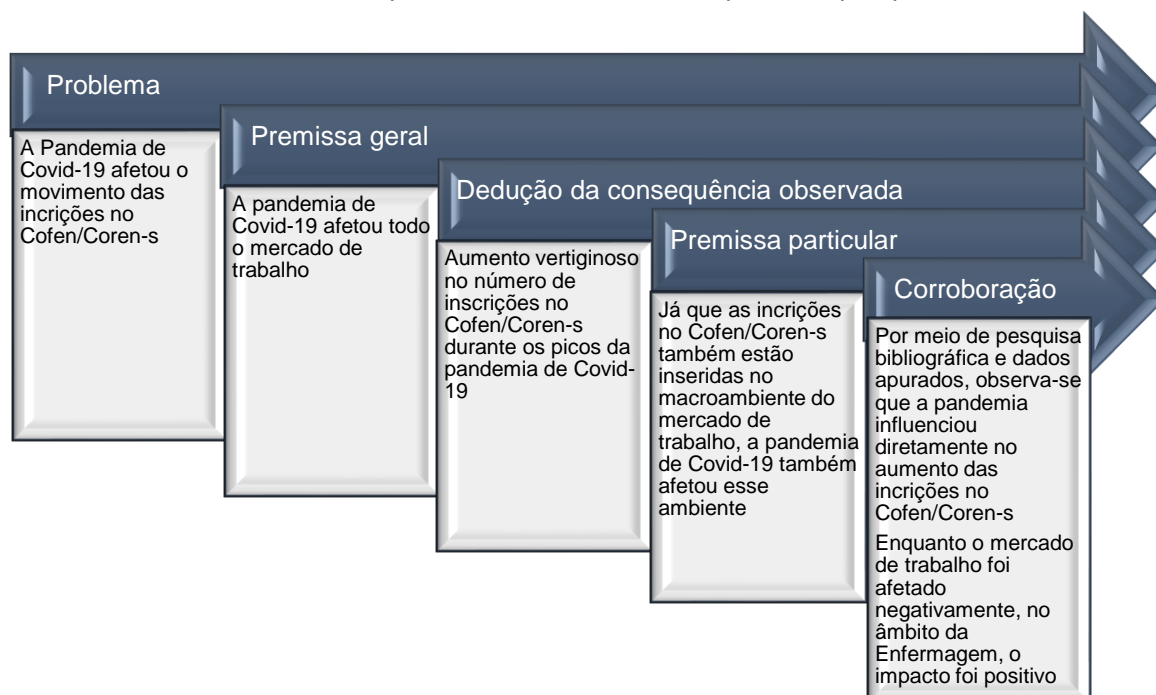 Problema
A Pandemia de
Covid-19 afetou o
movimento das
incrições no
Cofen/Coren-s
Premissa geral
A pandemia de
Covid-19 afetou todo
o mercado de
trabalho
Dedução da consequência observada
Aumento vertiginoso
no número de
inscrições no
Cofen/Coren-s
durante os picos da
pandemia de Covid-
19
Premissa particular
Já que as incrições
no Cofen/Coren-s
também estão
inseridas no
macroambiente do
mercado de
trabalho, a pandemia
de Covid-19 também
afetou esse
ambiente
Corroboração
Por meio de pesquisa
bibliográfica e dados
apurados, observa-se
que a pandemia
influenciou
diretamente no
aumento das
incrições no
Cofen/Coren-s
Enquanto o mercado
de trabalho foi
afetado
negativamente, no
âmbito da
Enfermagem, o
impacto foi positivo